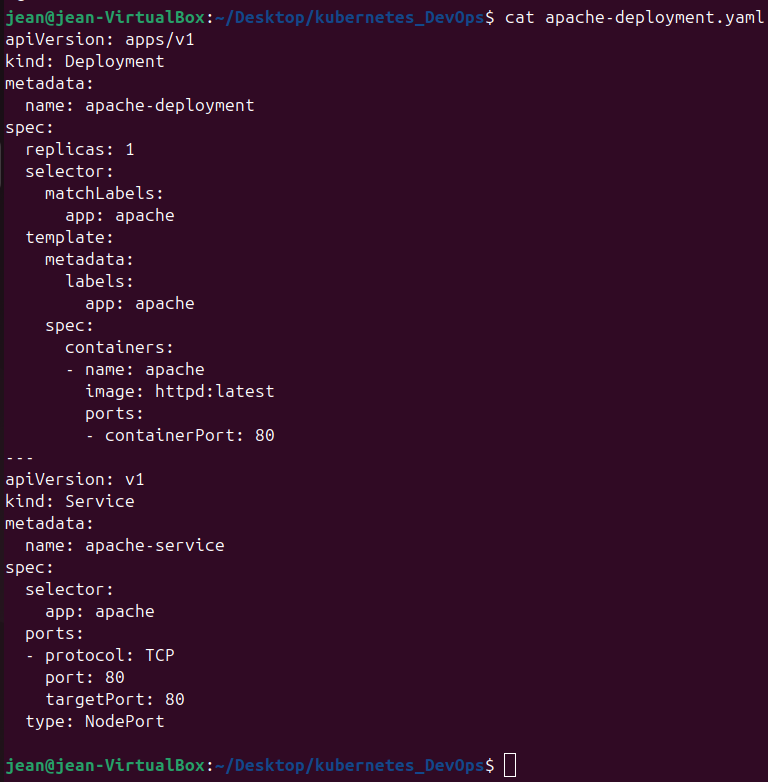 jean@jean-VirtualBox:~/Desktop/kubernetes_DevOps$ cat apache-deployment.yaml
apiVersion: apps/v1
kind: Deployment
metadata:
  name: apache-deployment
spec:
  replicas: 1
  selector:
    matchLabels:
      app: apache
  template:
    metadata:
      labels:
        app: apache
    spec:
      containers:
      - name: apache
        image: httpd:latest
        ports:
        - containerPort: 80
---
apiVersion: v1
kind: Service
metadata:
  name: apache-service
spec:
  selector:
    app: apache
  ports:
  - protocol: TCP
    port: 80
    targetPort: 80
  type: NodePort

jean@jean-VirtualBox:~/Desktop/kubernetes_DevOps$